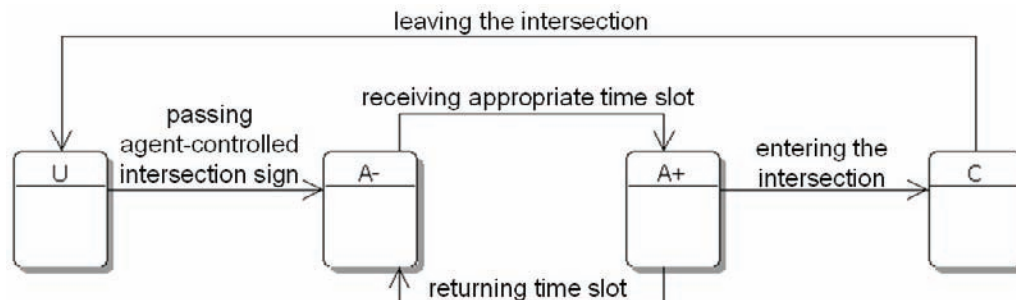 leaving the intersection
passing
agent-controlled
intersection sign
receiving appropriate time slot
entering the
intersection
U
A-
A+
C
returning time slot